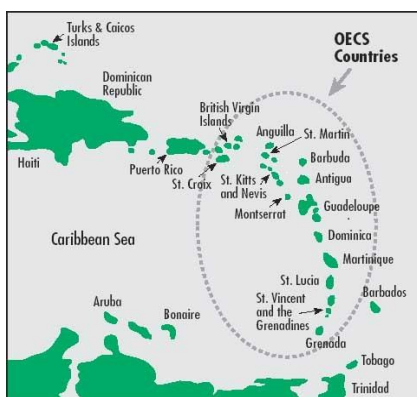 OECS
Countries
Turks & Caicos
Islands
Dominican
Republic
British Virgin
Islands
Anguilla
St. Martin
Haiti
Puerto Rico
St. Croix
St. Kitts
and Nevis
Barbuda
Antigua
Montserrat
Guadeloupe
Caribbean Sea
Dominica
Martinique
St. Lucia
Aruba
Bonaire
St. Vincent
and the
Grenadines
Barbados
Grenada
Tobago
Trinidad